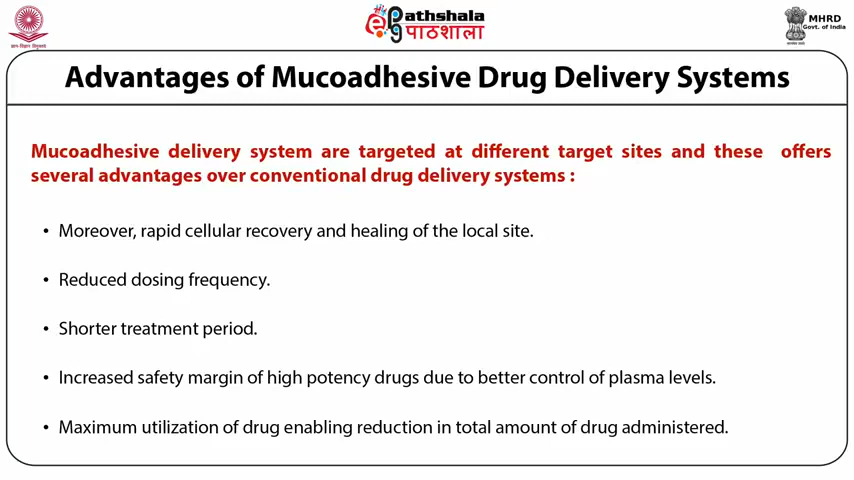 ePathshala
पाठशाला
MHRD
Govt. of India
Advantages of Mucoadhesive Drug Delivery Systems
Mucoadhesive delivery system are targeted at different target sites and these offers
several advantages over conventional drug delivery systems :
• Moreover, rapid cellular recovery and healing of the local site.
• Reduced dosing frequency.
• Shorter treatment period.
• Increased safety margin of high potency drugs due to better control of plasma levels.
• Maximum utilization of drug enabling reduction in total amount of drug administered.